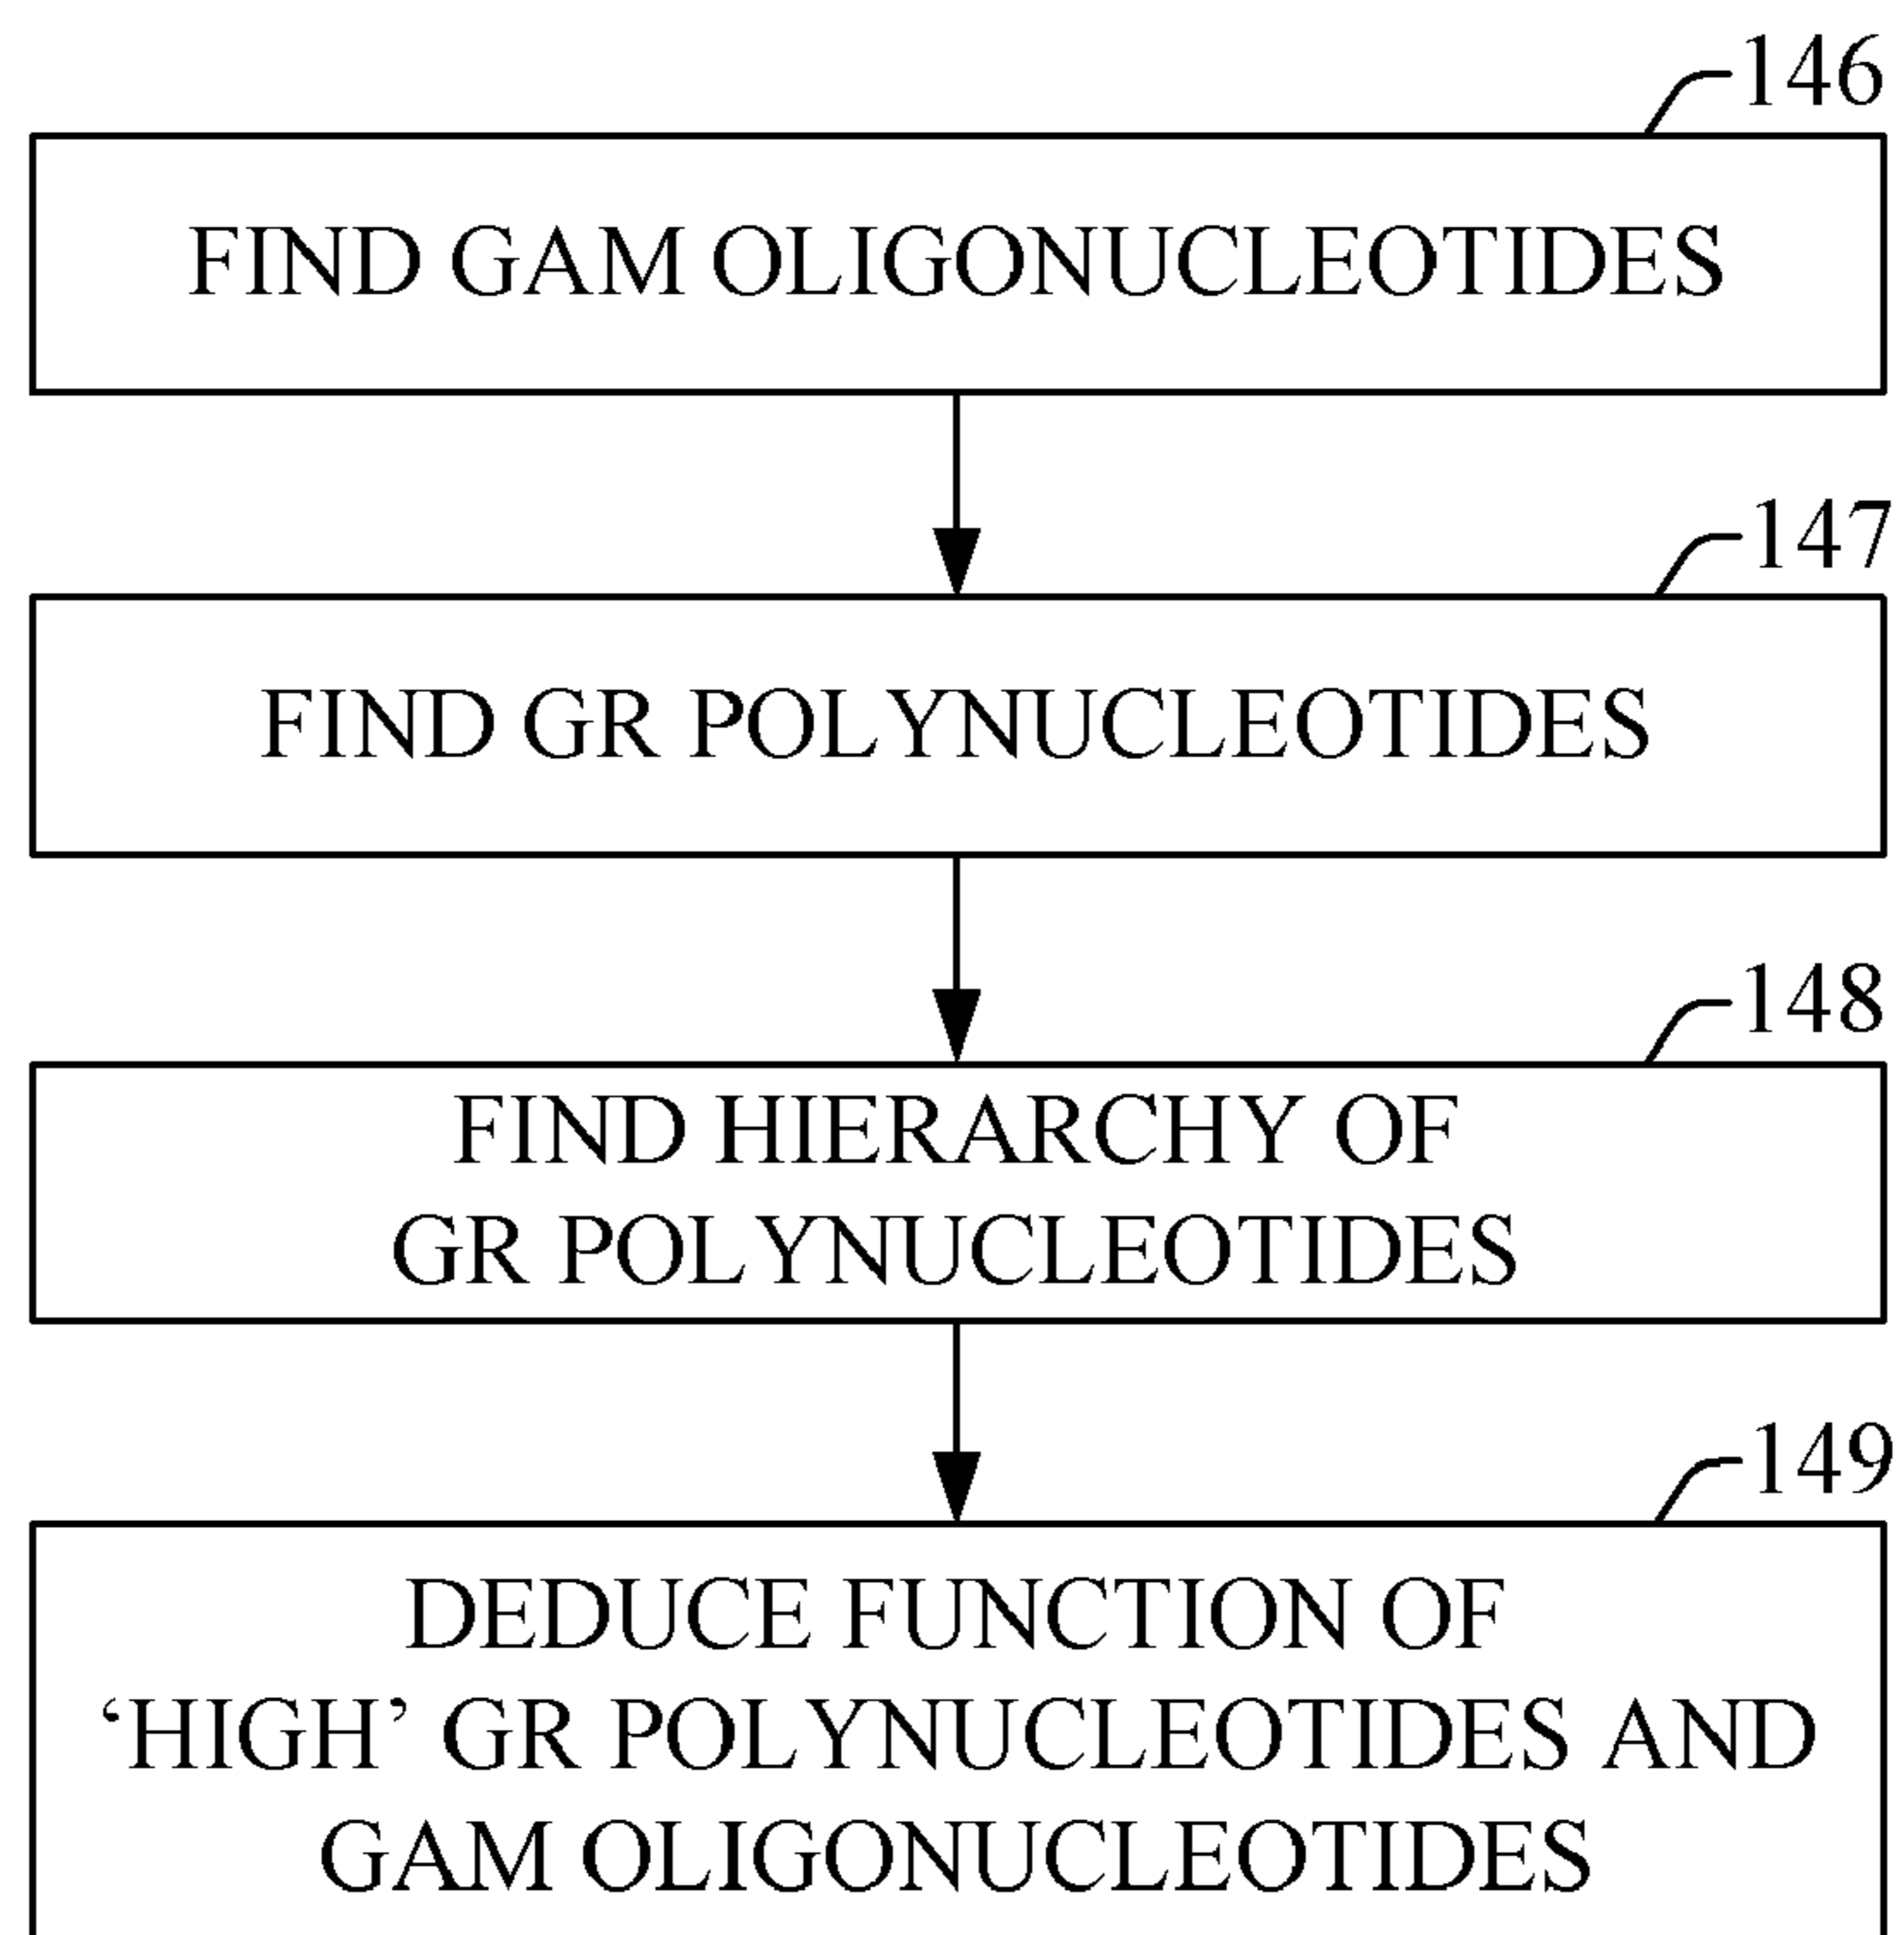 146
FIND GAM OLIGONUCLEOTIDES
147
FIND GR POLYNUCLEOTIDES
148
FIND HIERARCHY OF
GR POLYNUCLEOTIDES
149
DEDUCE FUNCTION OF
‘HIGH’ GR POLYNUCLEOTIDES AND
GAM OLIGONUCLEOTIDES